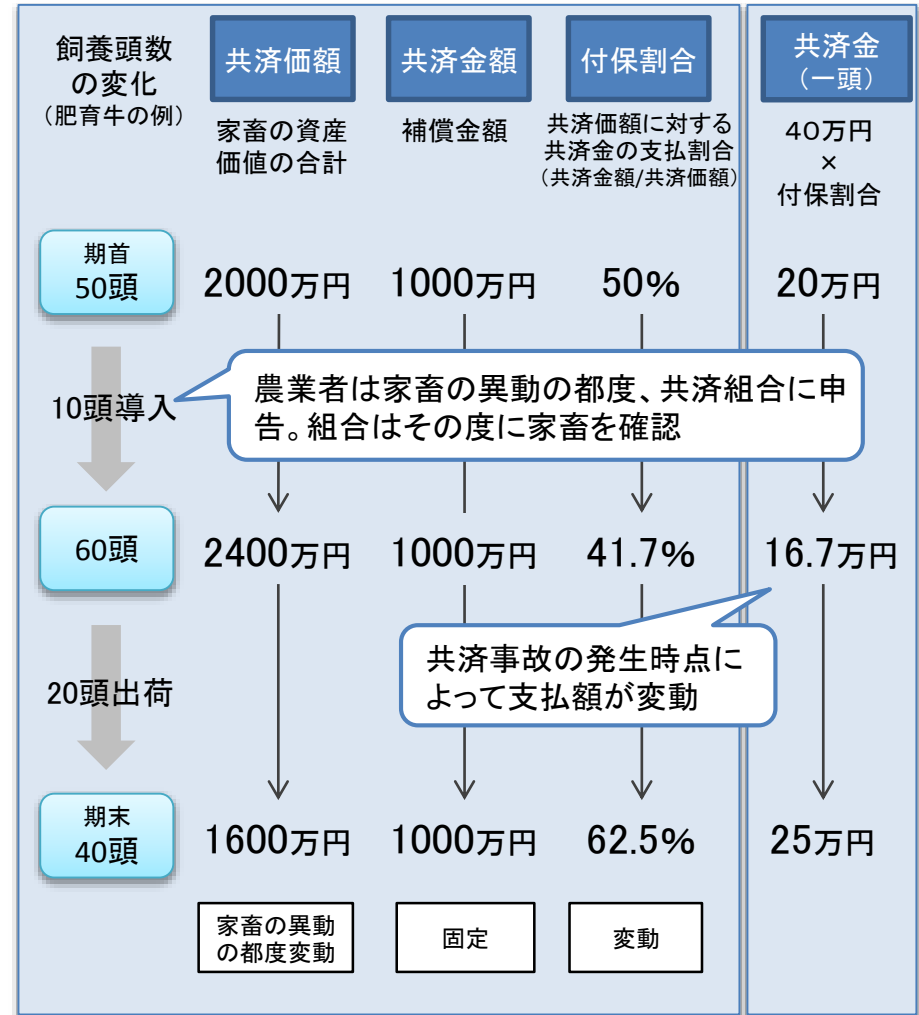 飼養頭数
の変化
(肥育牛の例)
共済価額
家畜の資産
価値の合計
共済金額
補償金額
付保割合
共済価額に対する
共済金の支払割合
(共済金額/共済価額)
共済金
(一頭)
40万円
×
付保割合
期首
50頭
2000万円
1000万円
50%
20万円
10頭導入
農業者は家畜の異動の都度、共済組合に申
告。組合はその度に家畜を確認
60頭
2400万円
1000万円
41.7%
16.7万円
共済事故の発生時点に
よって支払額が変動
20頭出荷
期末
40頭
1600万円
1000万円
62.5%
25万円
家畜の異動
の都度変動
固定
変動